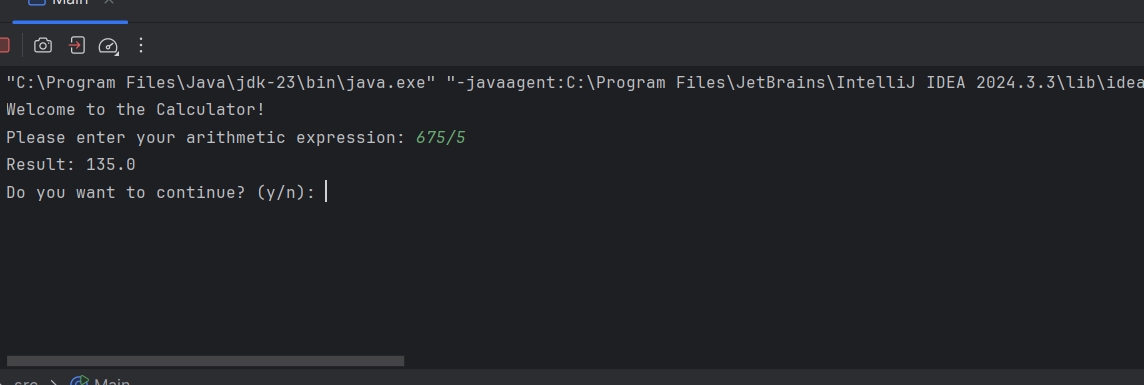 Main
"C:\Program Files\Java\jdk-23\bin\java.exe" "-javaagent:C:\Program Files\JetBrains\IntelliJ IDEA 2024.3.3\lib\idea
Welcome to the Calculator!
Please enter your arithmetic expression: 675/5
Result: 135.0
Do you want to continue? (y/n):
src > Main